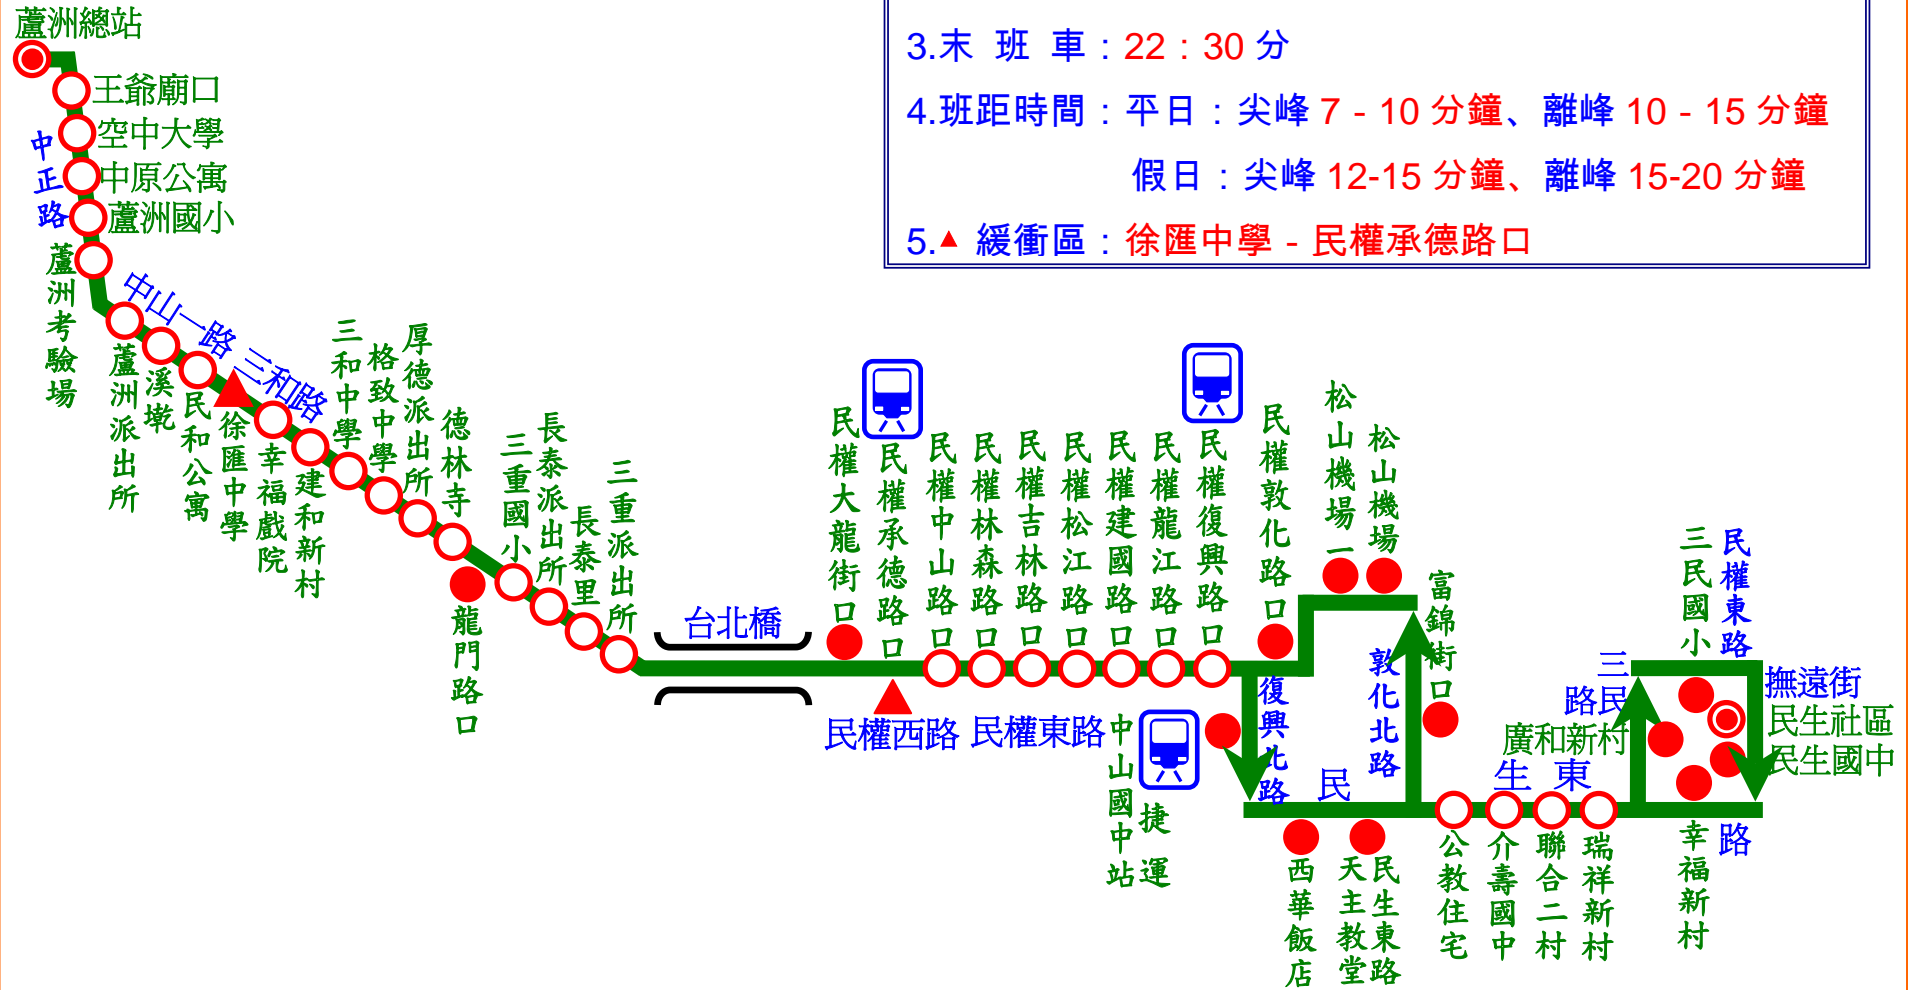 蘆洲總站
3.末 班 車：22：30 分
4.班距時間：平日：尖峰 7 - 10 分鐘、離峰 10 - 15 分鐘
假日：尖峰 12-15 分鐘、離峰 15-20 分鐘
5.▲ 緩衝區：徐匯中學 - 民權承德路口
王爺廟口
空中大學
中原公寓
蘆洲國小
中正路
蘆洲考驗場
中山一路
蘆洲派出所
溪墘
民和公寓
徐匯中學
三和路
幸福戲院
建和新村
三和中學
格致中學
厚德派出所
德林寺
龍門路口
三重國小
長泰派出所
長泰里
三重派出所
台北橋
民權大龍街口
民權承德路口
民權西路
民權中山路口
民權林森路口
民權吉林路口
民權松江路口
民權建國路口
民權龍江路口
民權復興路口
民權東路
民權敦化路口
松山機場一
松山機場
富錦街口
敦化北路
復興北路
中山國中站
捷運
西華飯店
天主教堂
民生東路
民
生
東
路
公教住宅
介壽國中
聯合二村
瑞祥新村
廣和新村
三民路
三民國小
民權東路
撫遠街
民生社區
民生國中
幸福新村